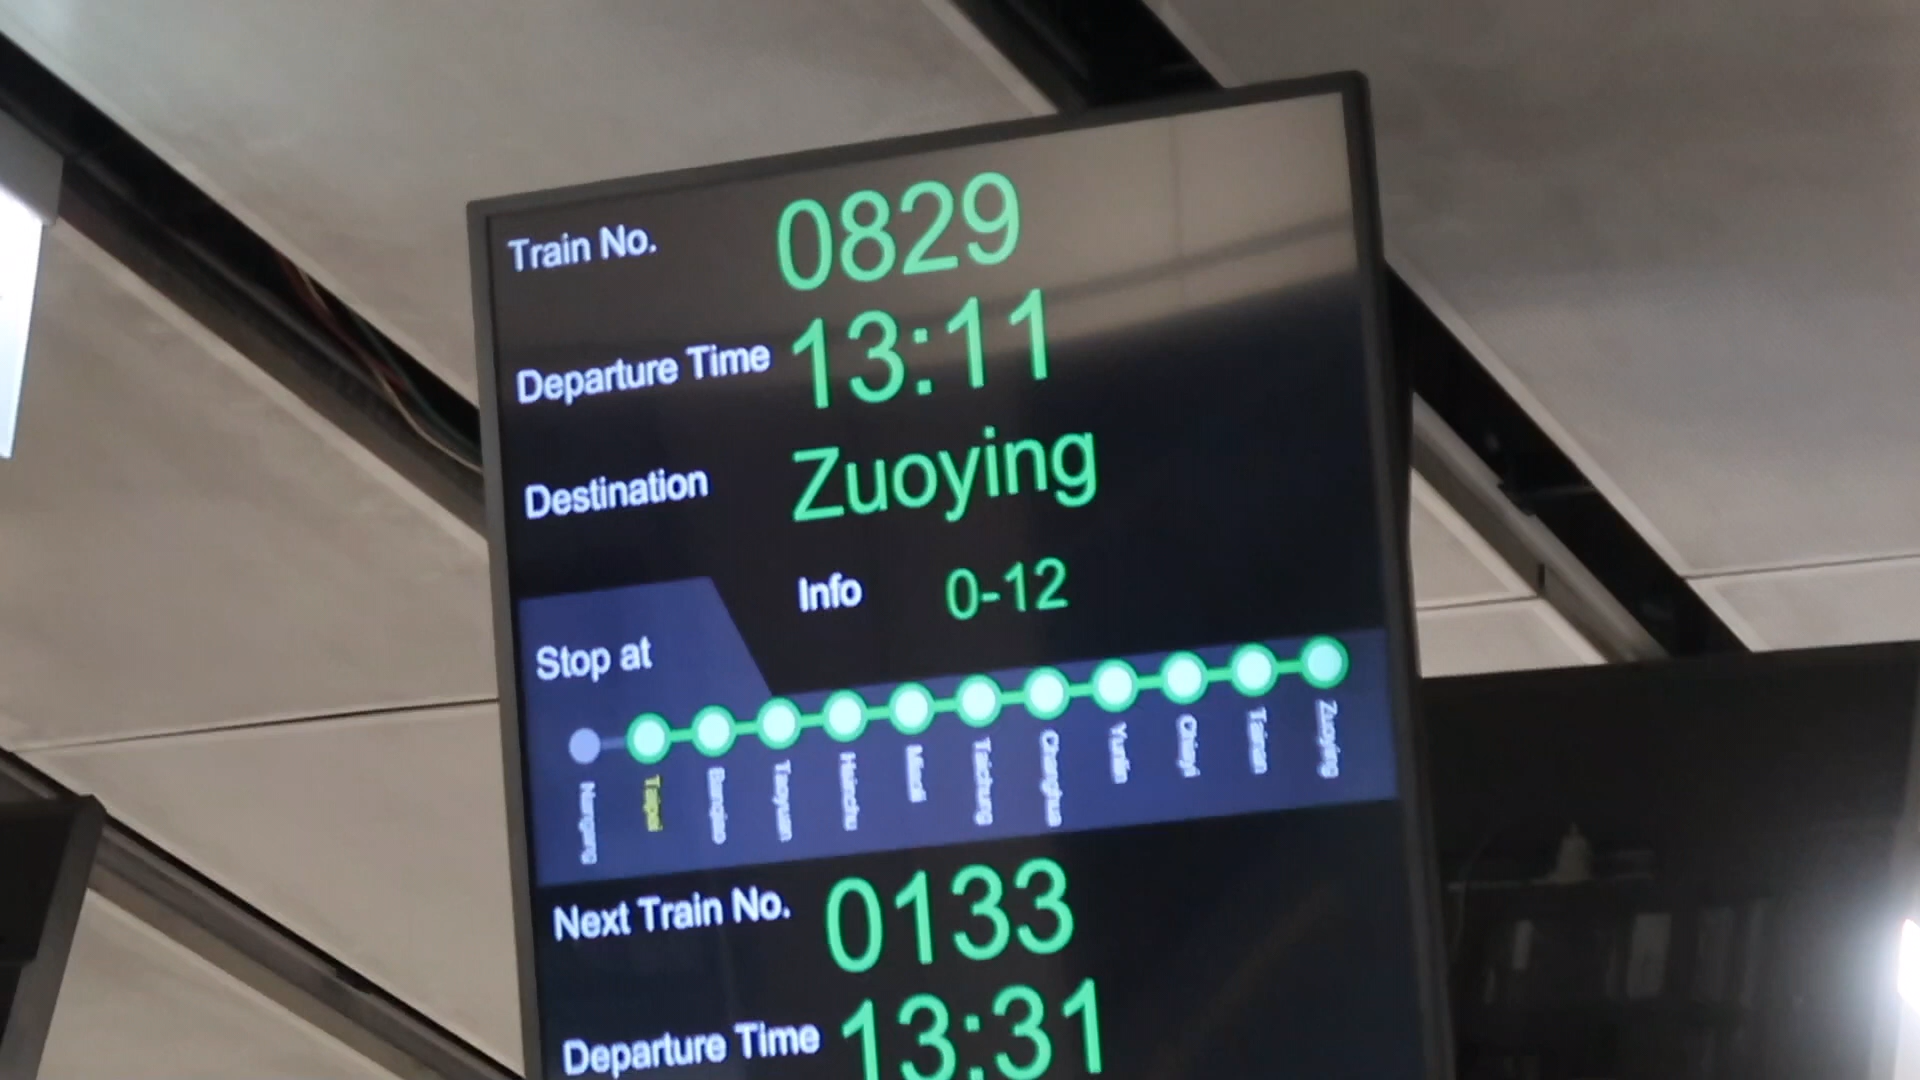 Train No. 0829
Departure Time 13:11
Destination Zuoying
Info 0-12
Stop at
Nangang Taipei Banqiao Taoyuan Hsinchu Miaoli Taichung Changhua Yunlin Chiayi Tainan Zuoying
Next Train No. 0133
Departure Time 13:31